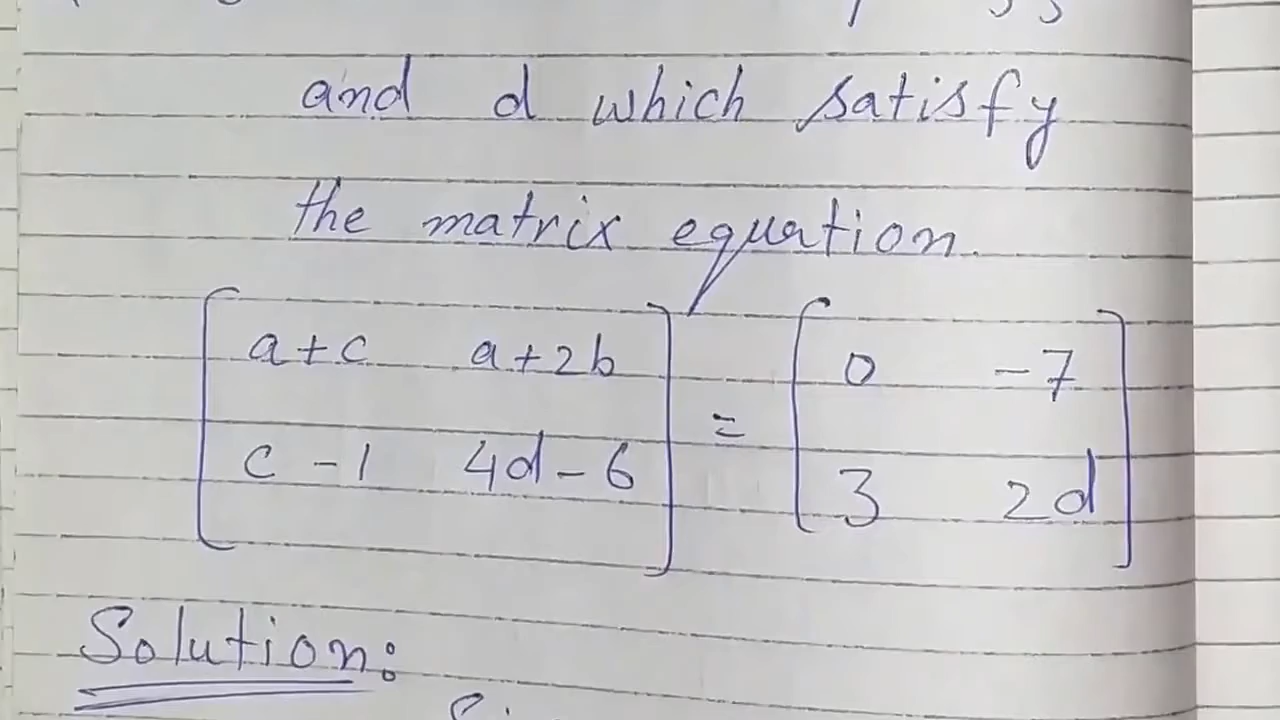 and d which satisfy
the matrix equation.
[ a+c a+2b ] = [ 0 -7 ]
[ c-1 4d-6 ] [ 3 2d ]
Solution: